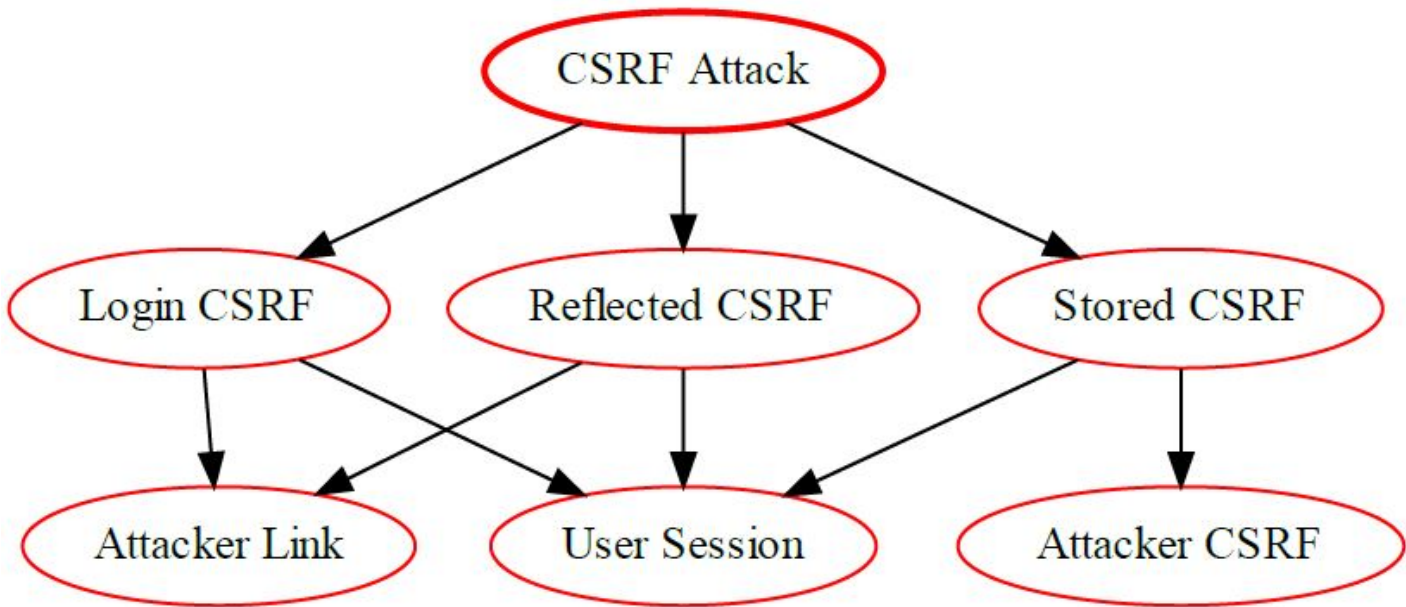 CSRF Attack
Login CSRF
Reflected CSRF
Stored CSRF
Attacker Link
User Session
Attacker CSRF